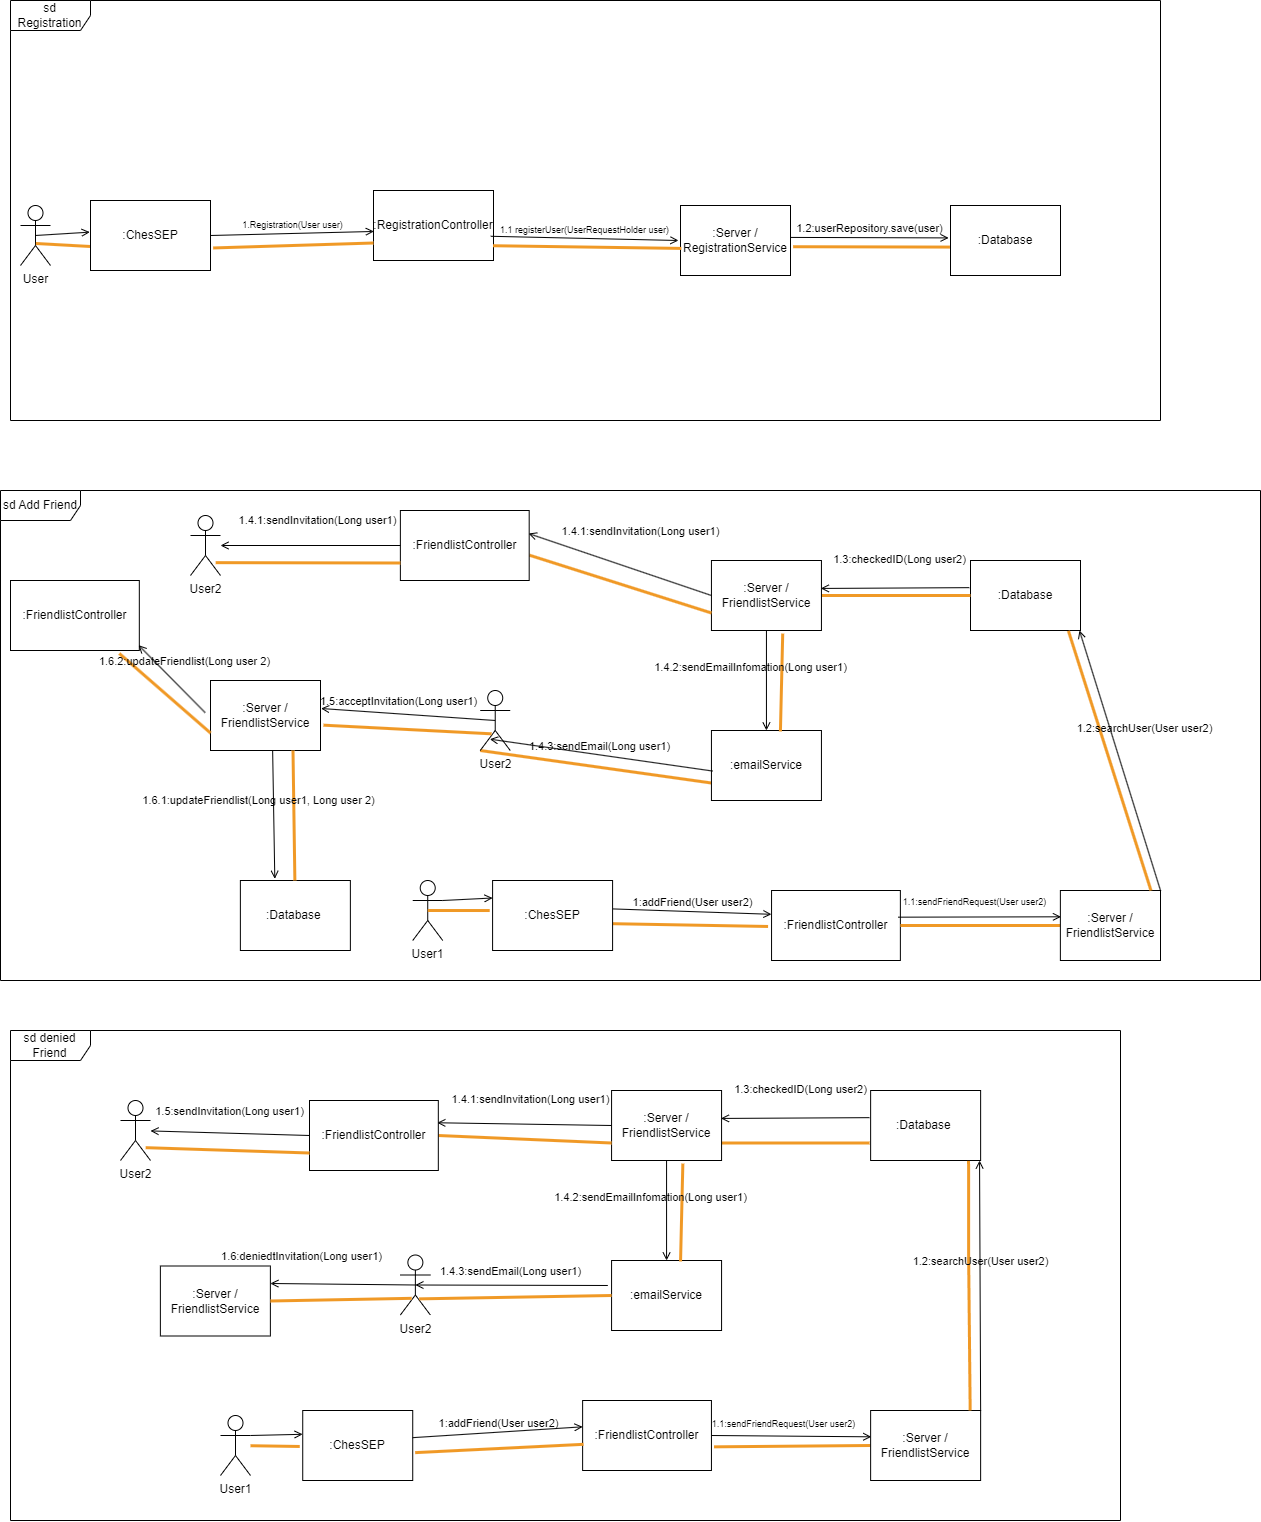 sd
Registration
:ChesSEP
1.Registration(User user)
:RegistrationController
1.1 registerUser(UserRequestHolder user)
:Server /
RegistrationService
1.2:userRepository.save(user)
:Database
User
sd Add Friend
1.4.1:sendInvitation(Long user1)
User2
:FriendlistController
1.4.1:sendInvitation(Long user1)
:Server /
FriendlistService
1.3:checkedID(Long user2)
:Database
:FriendlistController
1.6.2:updateFriendlist(Long user 2)
1.4.2:sendEmailInfomation(Long user1)
:Server /
FriendlistService
1.5:acceptInvitation(Long user1)
User2
1.4.3:sendEmail(Long user1)
:emailService
1.2:searchUser(User user2)
1.6.1:updateFriendlist(Long user1, Long user 2)
:Database
User1
:ChesSEP
1:addFriend(User user2)
:FriendlistController
1.1:sendFriendRequest(User user2)
:Server /
FriendlistService
sd denied
Friend
1.5:sendInvitation(Long user1)
User2
:FriendlistController
1.4.1:sendInvitation(Long user1)
:Server /
FriendlistService
1.3:checkedID(Long user2)
:Database
1.4.2:sendEmailInfomation(Long user1)
1.6:deniedtInvitation(Long user1)
:Server /
FriendlistService
User2
1.4.3:sendEmail(Long user1)
:emailService
1.2:searchUser(User user2)
User1
:ChesSEP
1:addFriend(User user2)
:FriendlistController
1.1:sendFriendRequest(User user2)
:Server /
FriendlistService